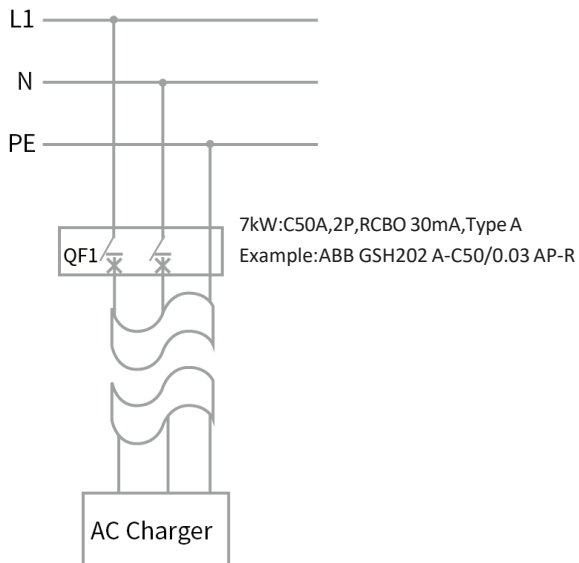 L1
N
PE
7kW:C50A,2P,RCBO 30mA,Type A
QF1
Example:ABB GSH202 A-C50/0.03 AP-R
AC Charger